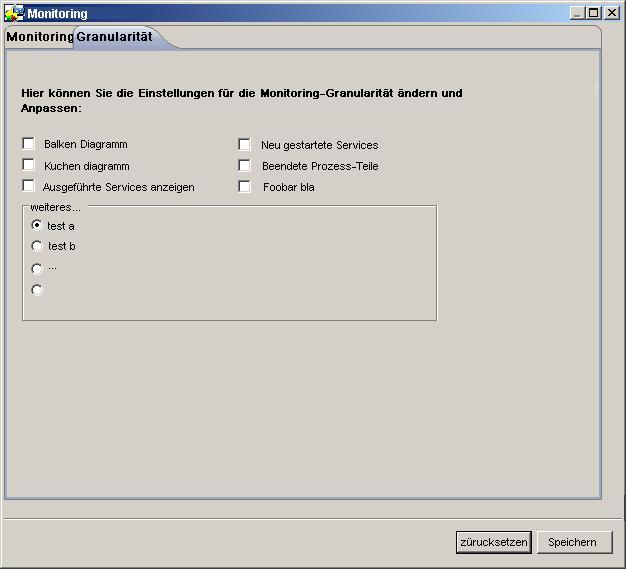 Monitoring
Monitoring Granularität
Hier können Sie die Einstellungen für die Monitoring-Granularität ändern und
Anpassen:
Balken Diagramm Neu gestartete Services
Kuchen diagramm Beendete Prozess-Teile
Ausgeführte Services anzeigen Foobar bla
weiteres...
test a
test b
...
zürucksetzen Speichern